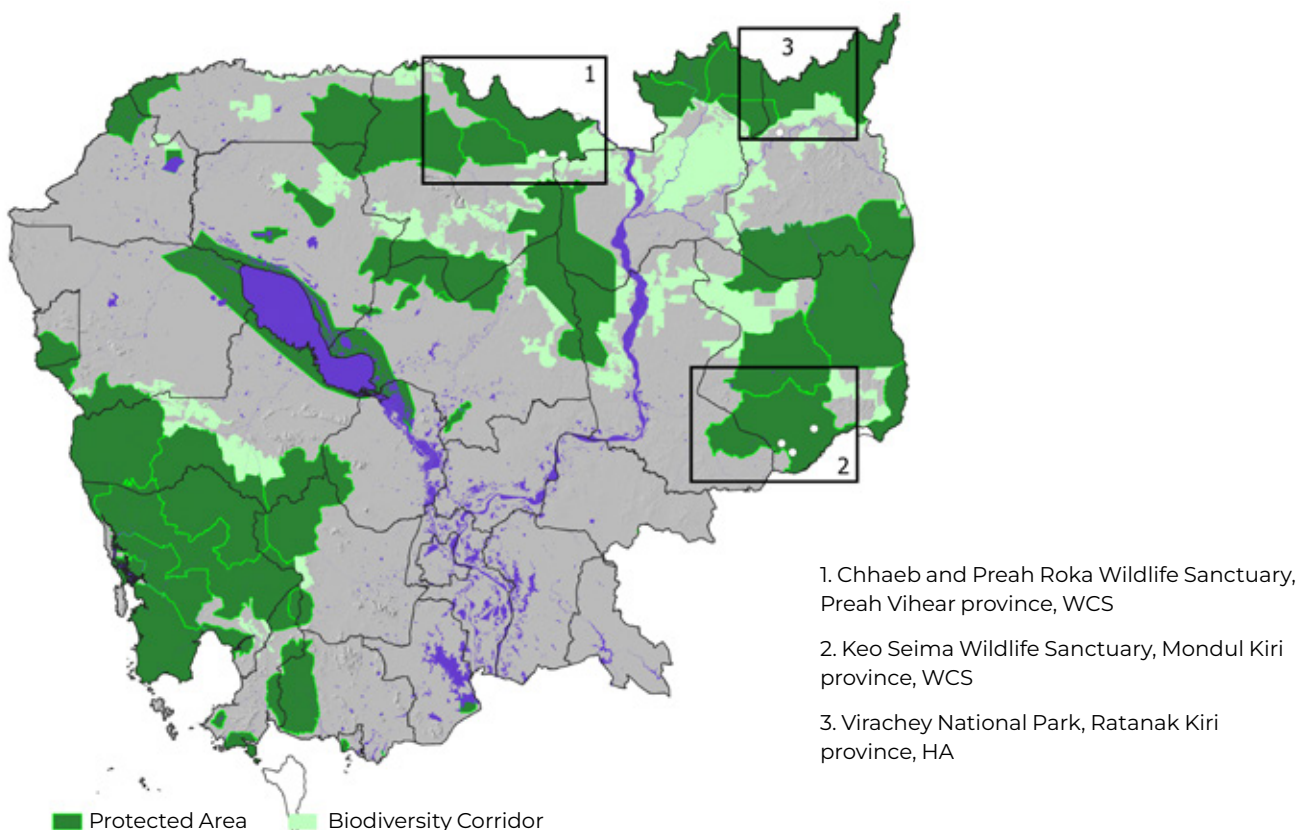 1
3
2
1. Chhaeb and Preah Roka Wildlife Sanctuary,
Preah Vihear province, WCS
2. Keo Seima Wildlife Sanctuary, Mondul Kiri
province, WCS
3. Virachey National Park, Ratanak Kiri
province, HA
Protected Area
Biodiversity Corridor